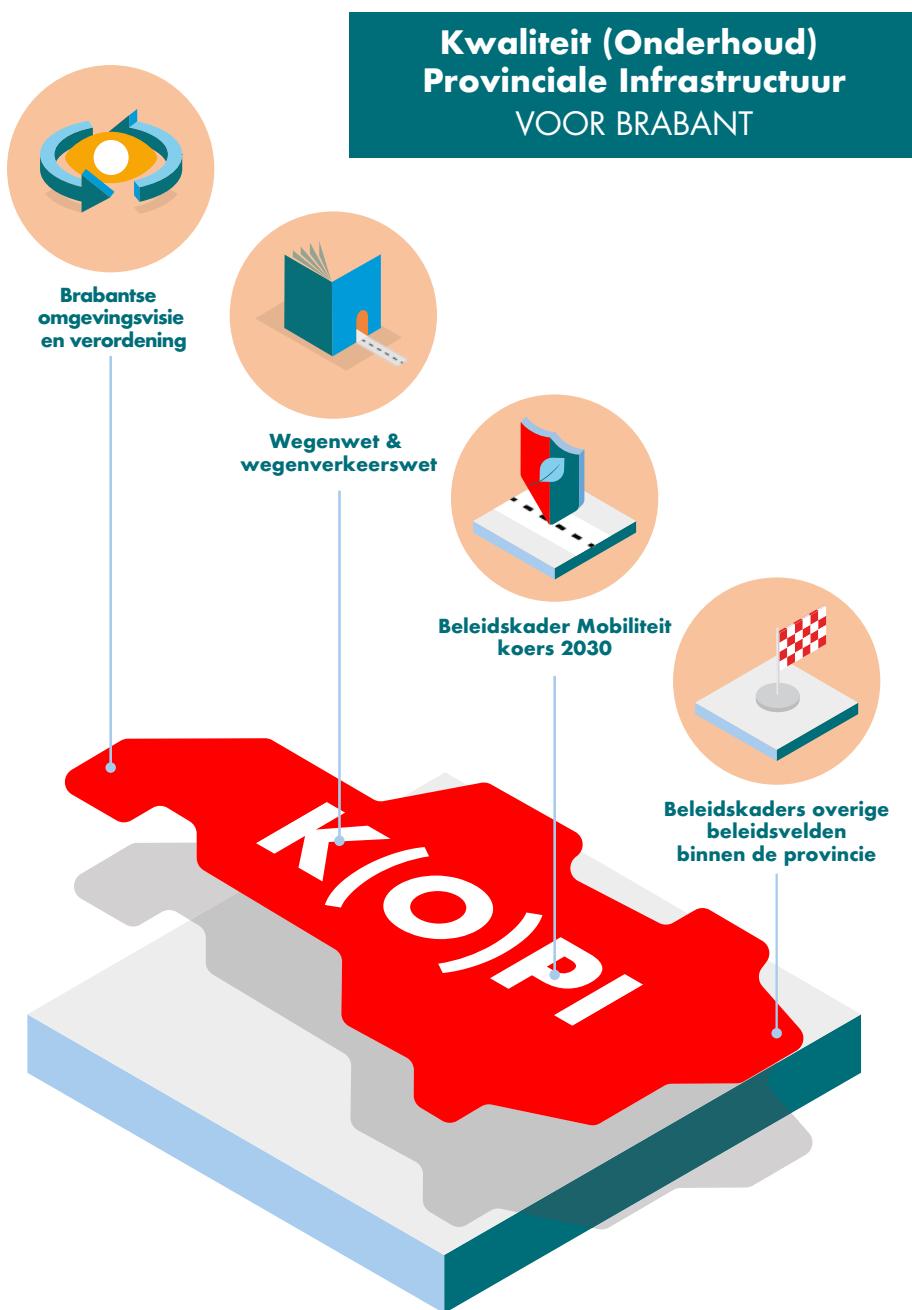 Kwaliteit (Onderhoud)
Provinciale Infrastructuur
VOOR BRABANT
Brabantse
omgevingsvisie
en verordening
Wegenwet &
wegenverkeerswet
Beleidskader Mobiliteit
koers 2030
Beleidskaders overige
beleidsvelden
binnen de provincie
K(O)PI